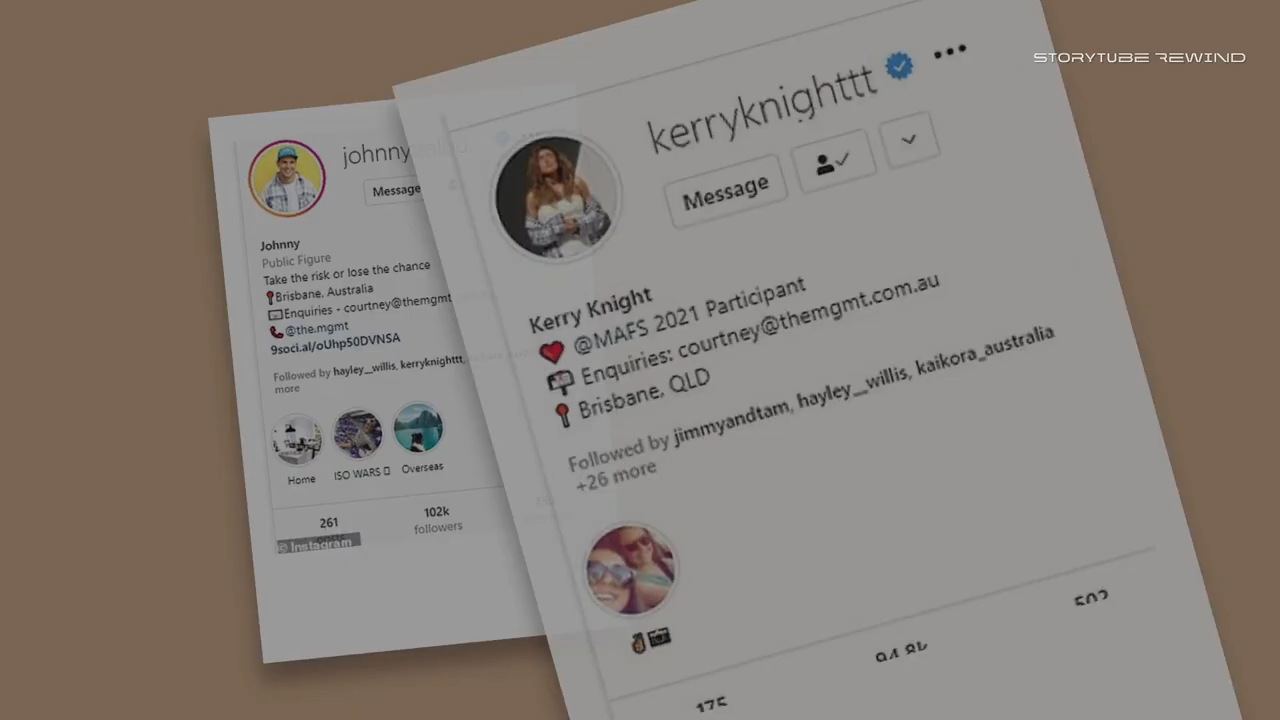 STORYTUBE REWIND
johnny
Message
Johnny
Public Figure
Take the risk or lose the chance
📍Brisbane, Australia
Enquiries - courtney@themgmt
📞@the.mgmt
9soci.al/oUhp50DVNSA
Followed by hayley__willis, kerryknighttt,
more
Home
ISO WARS
Overseas
261
102k
followers
© Instagram
kerryknighttt
Message
Kerry Knight
❤️ @MAFS 2021 Participant
📬 Enquiries: courtney@themgmt.com.au
📍 Brisbane, QLD
Followed by jimmyandtam, hayley__willis, kaikora_australia
+26 more
175
502